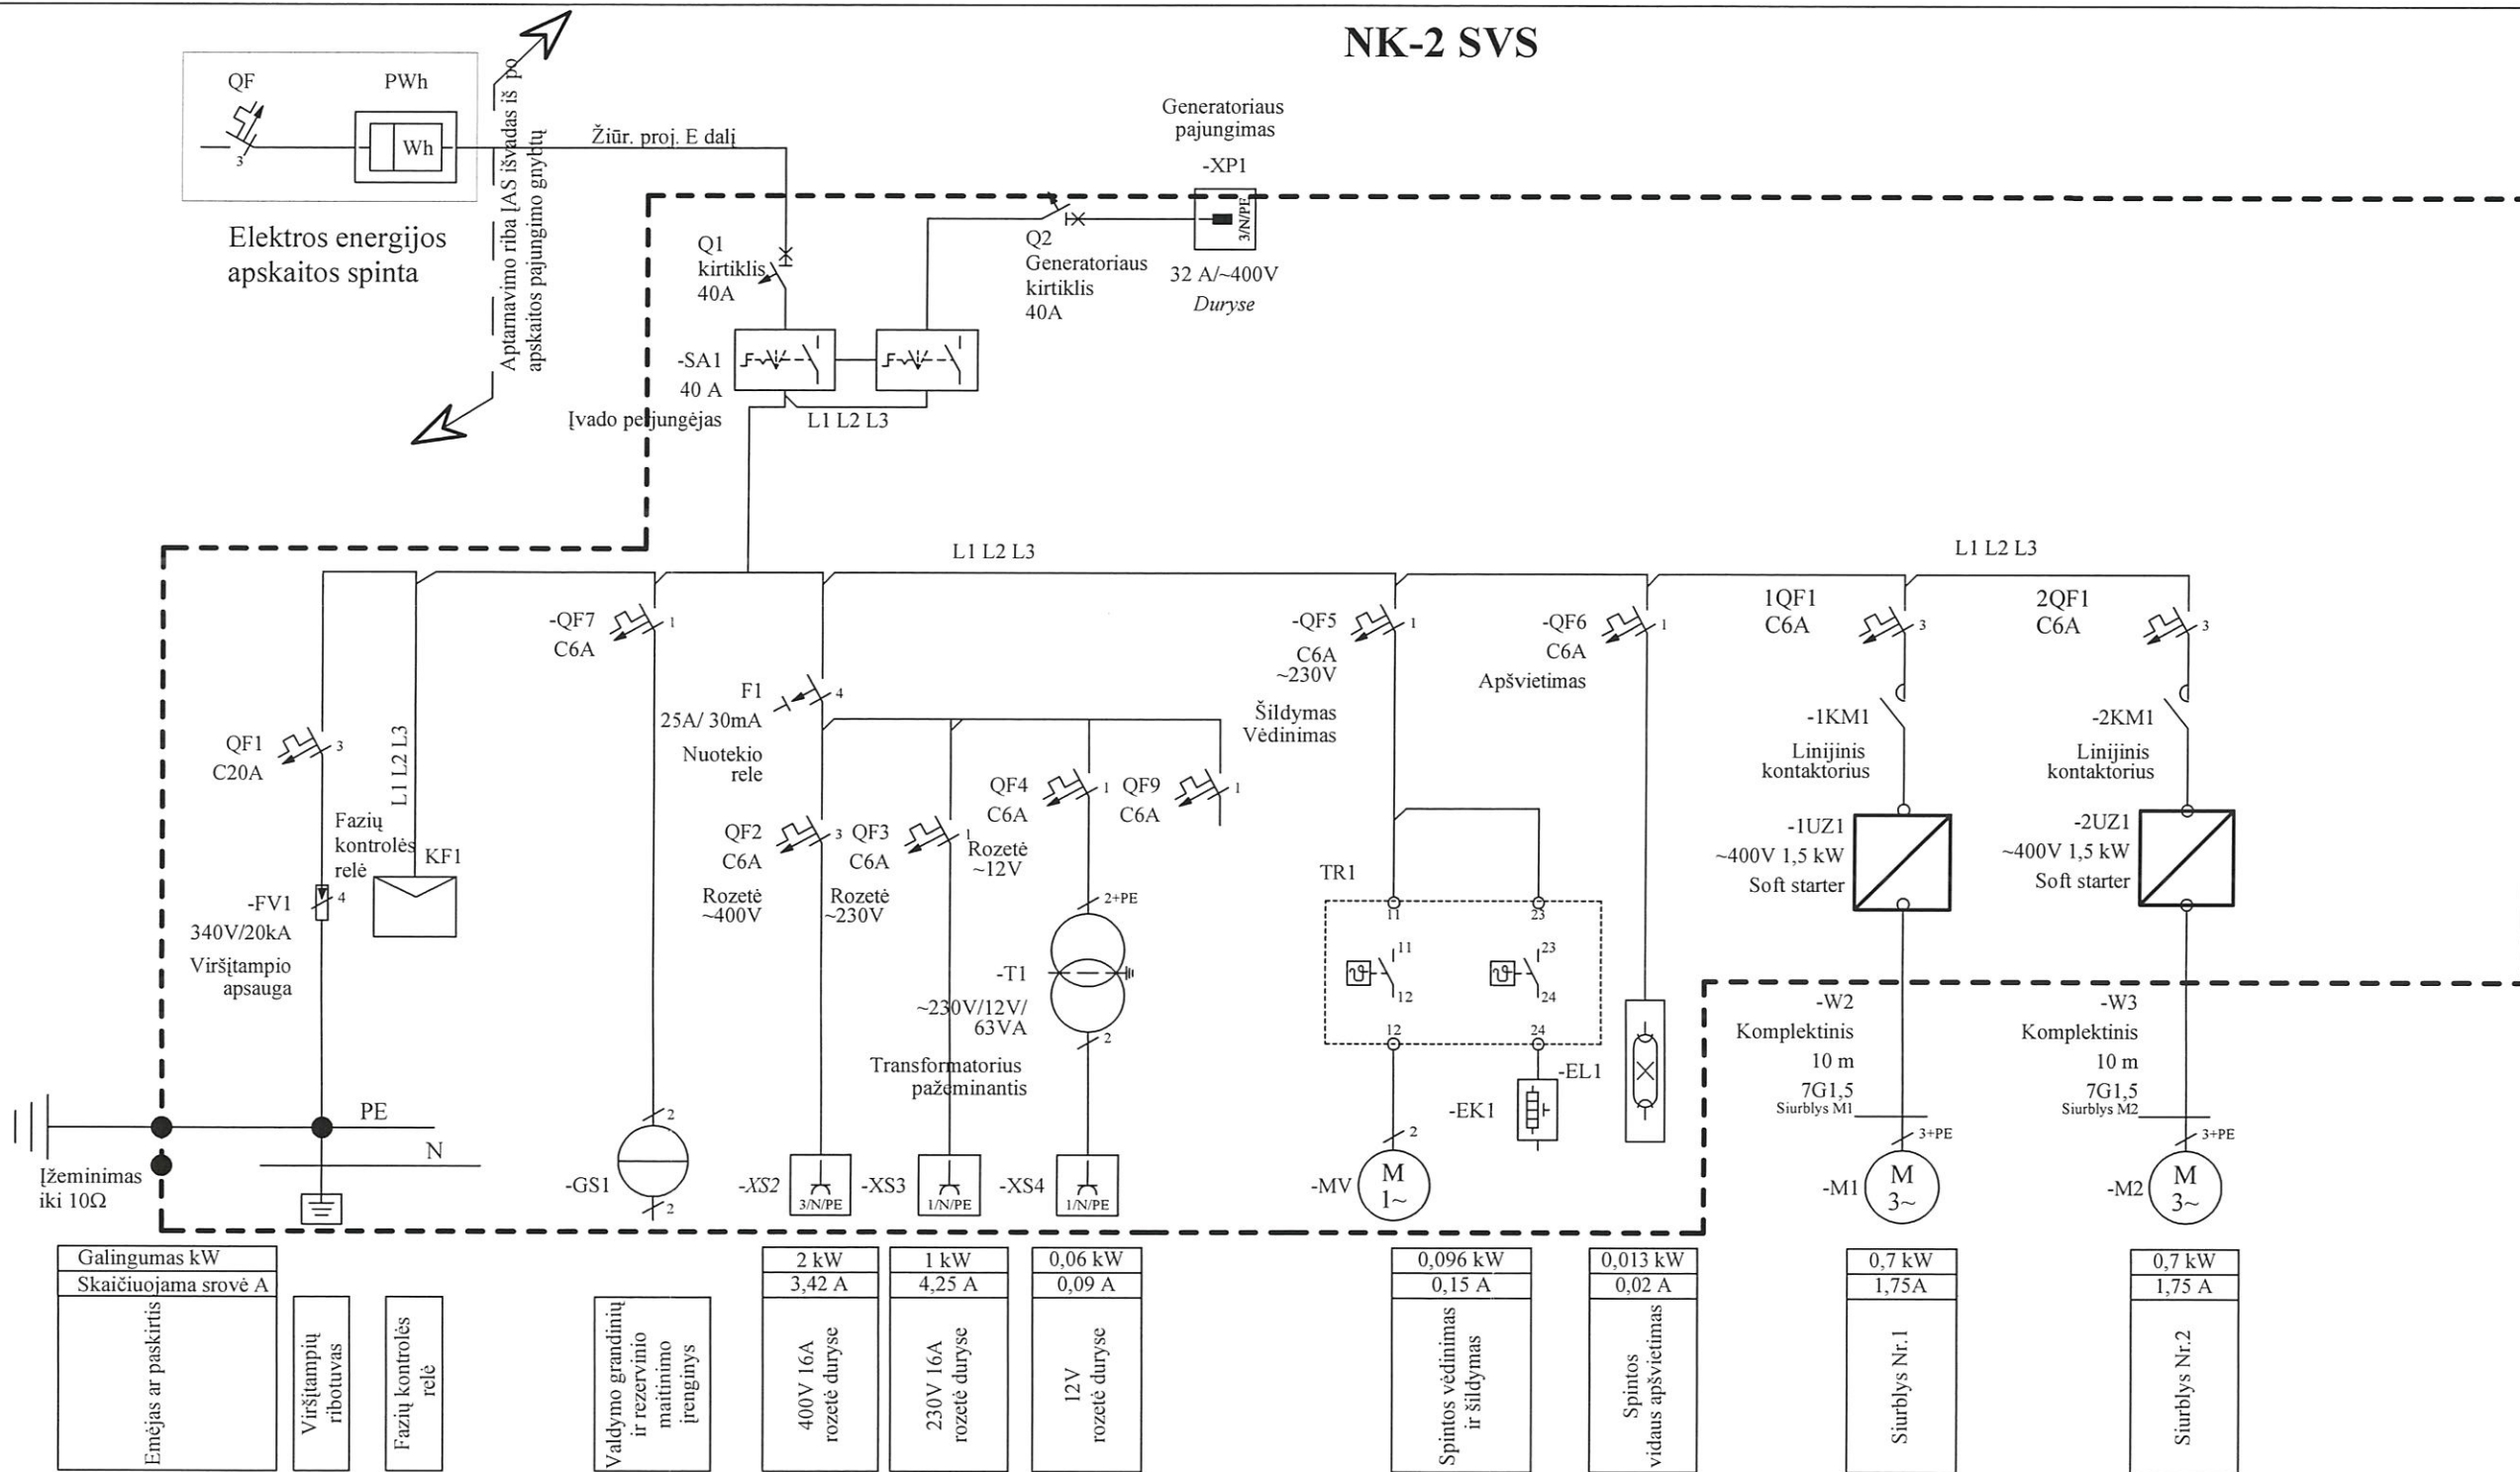 NK-2 SVS
QF
PWh
3
Wh
Elektros energijos
apskaitos spinta
Aptarnavimo riba ĮAS išvadas iš po
apskaitos pajungimo gnybtų
Žiūr. proj. E dalį
Generatoriaus
pajungimas
-XP1
3/N/PE
32 A/~400V
Duryse
Q1
kirtiklis
40A
Q2
Generatoriaus
kirtiklis
40A
-SA1
40 A
Įvado perjungėjas
L1 L2 L3
L1 L2 L3
L1 L2 L3
QF1
C20A
3
L1 L2 L3
Fazių
kontrolės
relė
KF1
-FV1
4
340V/20kA
Viršįtampio
apsauga
PE
N
Įžeminimas
iki 10Ω
-QF7
C6A
1
2
-GS1
2
F1
4
25A/ 30mA
Nuotekio
rele
QF2
C6A
3
Rozetė
~400V
-XS2
3/N/PE
QF3
C6A
1
Rozetė
~230V
-XS3
1/N/PE
QF4
C6A
1
Rozetė
~12V
2+PE
-T1
~230V/12V/
63VA
2
Transformatorius
pažeminantis
-XS4
1/N/PE
QF9
C6A
1
-QF5
C6A
~230V
1
Šildymas
Vėdinimas
TR1
11
23
11
12
23
24
12
24
2
-MV
M
1~
-EK1
-QF6
C6A
1
Apšvietimas
-EL1
1QF1
C6A
3
-1KM1
Linijinis
kontaktorius
-1UZ1
~400V 1,5 kW
Soft starter
-W2
Komplektinis
10 m
7G1,5
Siurblys M1
3+PE
-M1
M
3~
2QF1
C6A
3
-2KM1
Linijinis
kontaktorius
-2UZ1
~400V 1,5 kW
Soft starter
-W3
Komplektinis
10 m
7G1,5
Siurblys M2
3+PE
-M2
M
3~
Galingumas kW
Skaičiuojama srovė A
Emėjas ar paskirtis
Viršįtampių
ribotuvas
Fazių kontrolės
relė
Valdymo grandinių
ir rezervinio
maitinimo
įrenginys
2 kW
3,42 A
400V 16A
rozetė duryse
1 kW
4,25 A
230V 16A
rozetė duryse
0,06 kW
0,09 A
12V
rozetė duryse
0,096 kW
0,15 A
Spintos vėdinimas
ir šildymas
0,013 kW
0,02 A
Spintos
vidaus apšvietimas
0,7 kW
1,75A
Siurblys Nr.1
0,7 kW
1,75 A
Siurblys Nr.2